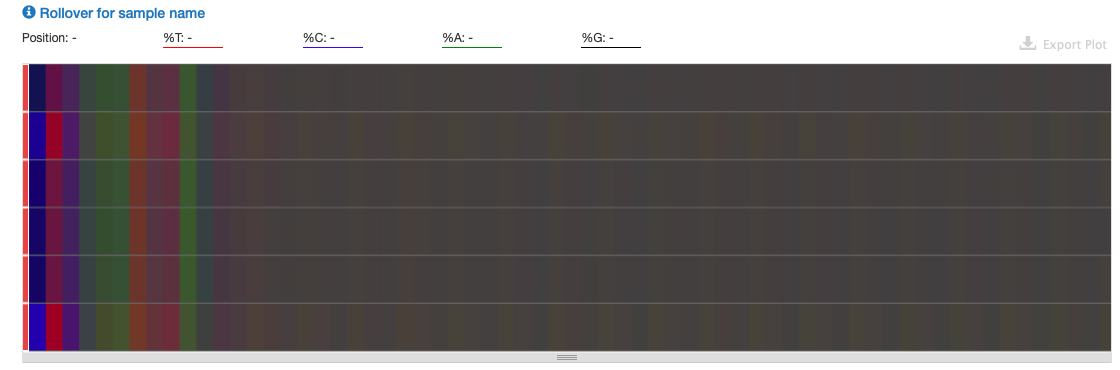 Rollover for sample name
Position: - %T: - %C: - %A: - %G: -
Export Plot